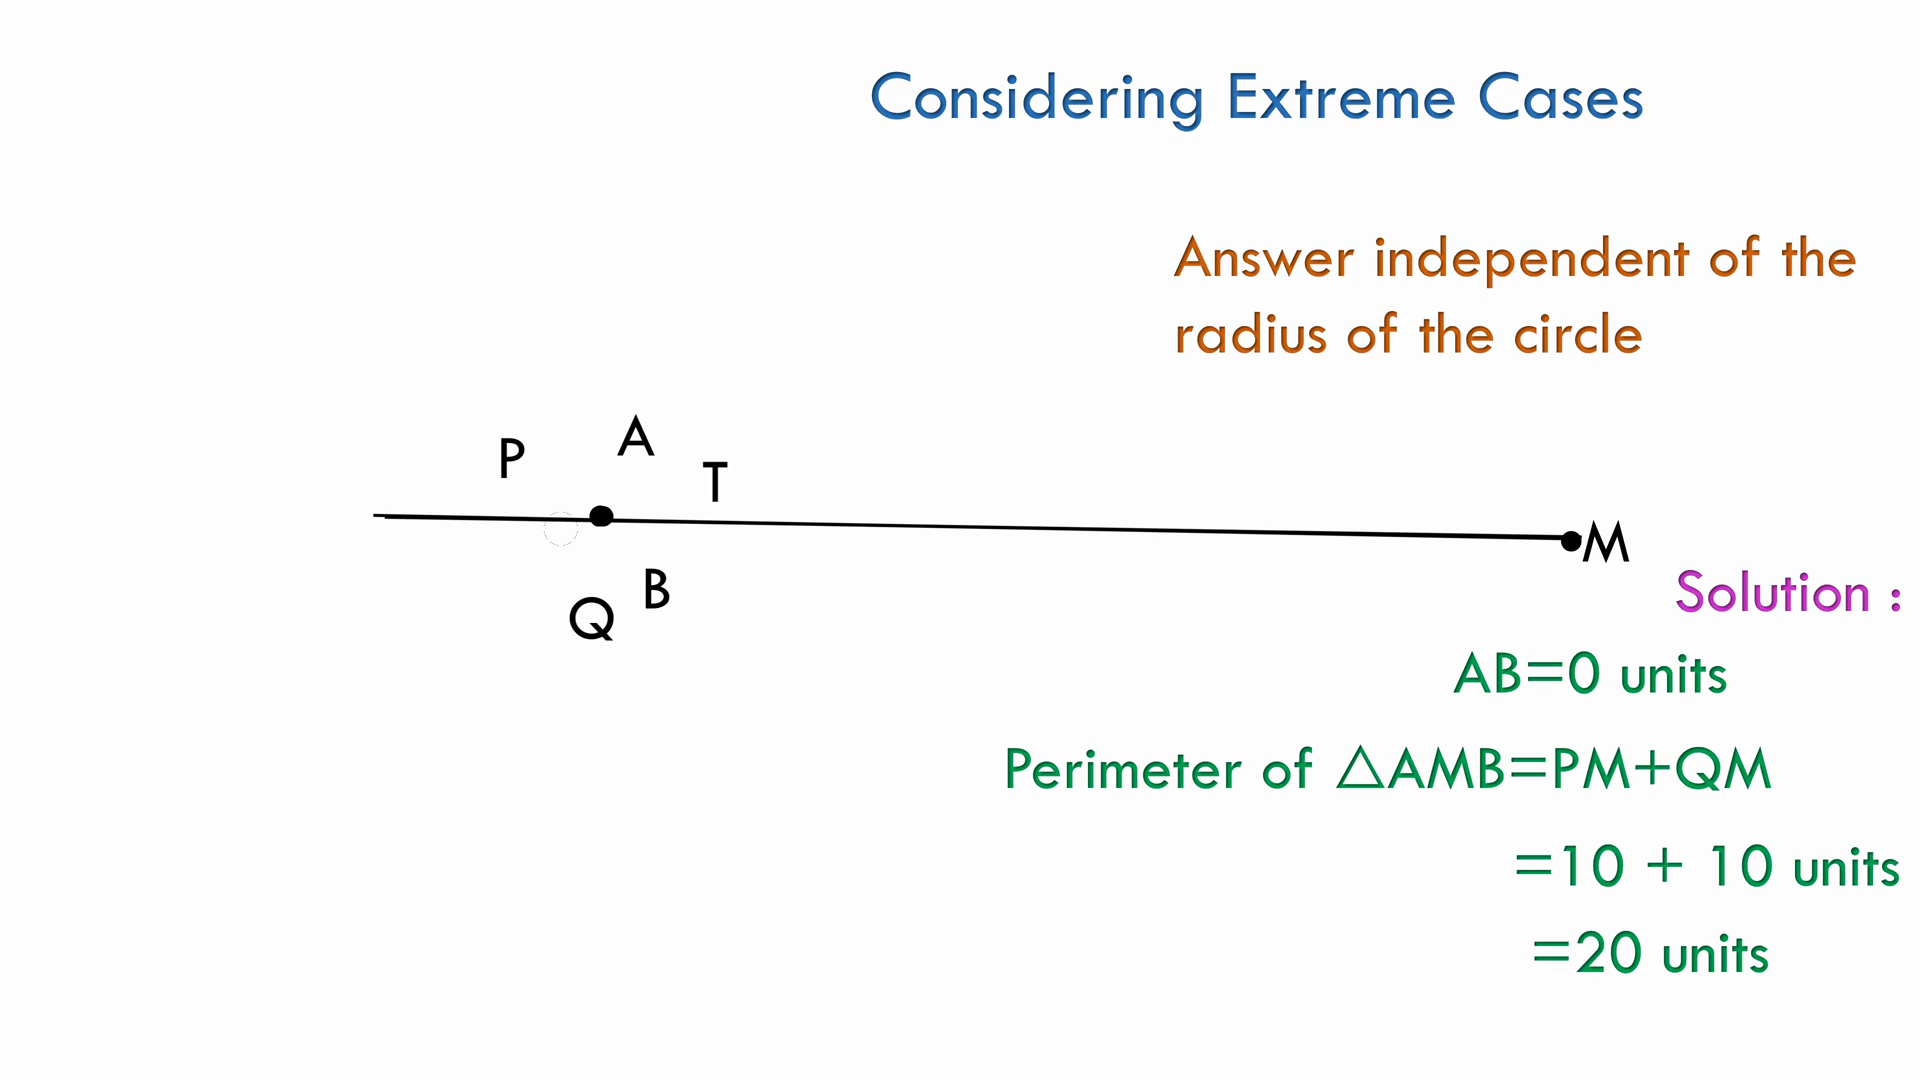 Considering Extreme Cases
Answer independent of the
radius of the circle
P
A
T
M
Q
B
Solution :
AB=0 units
Perimeter of △AMB=PM+QM
=10 + 10 units
=20 units